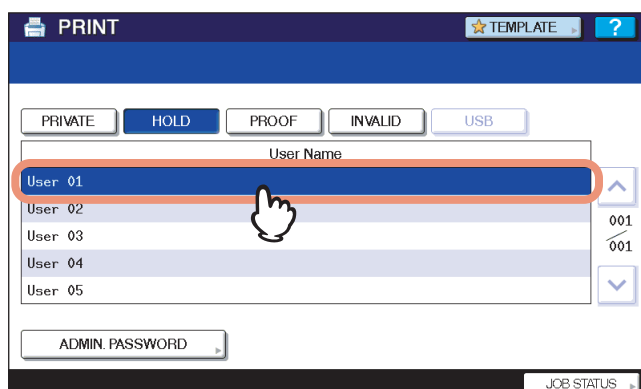 PRINT TEMPLATE ?
PRIVATE HOLD PROOF INVALID USB
User Name
User 01
User 02
User 03
User 04
User 05
001
001
ADMIN. PASSWORD
JOB STATUS